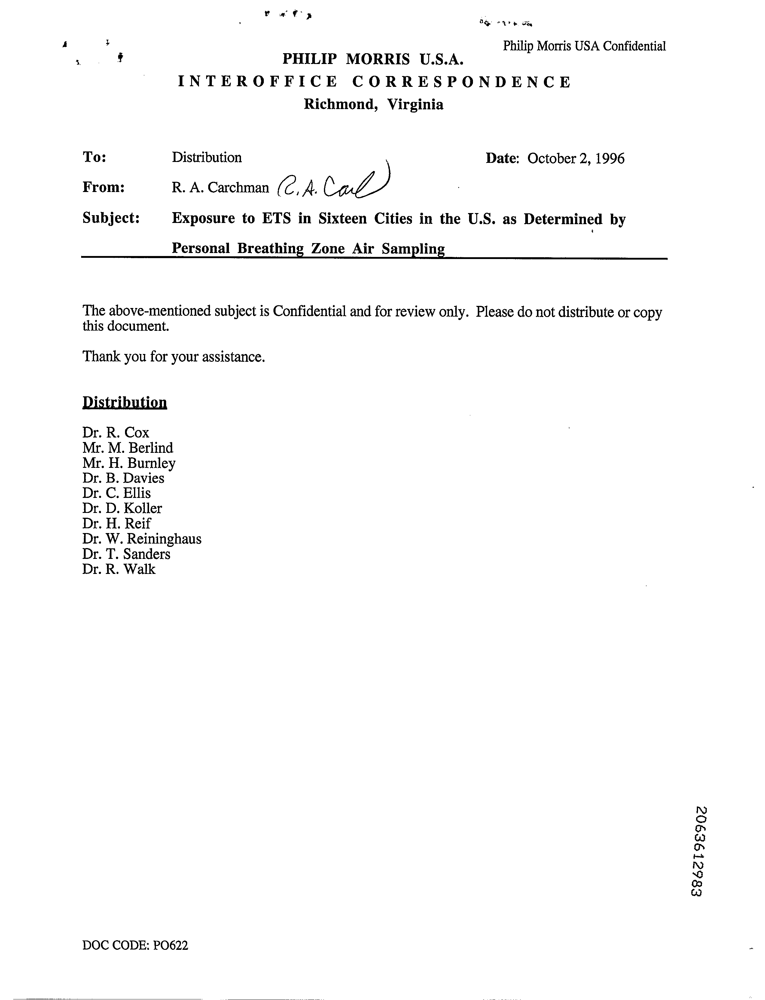 Philip Morris USA Confidential
PHILIP MORRIS U.S.A.
INTEROFFICE CORRESPONDENCE
Richmond, Virginia
To: Distribution Date: October 2, 1996
From: R. A. Carchman
Subject: Exposure to ETS in Sixteen Cities in the U.S. as Determined by
Personal Breathing Zone Air Sampling
The above-mentioned subject is Confidential and for review only. Please do not distribute or copy
this document.
Thank you for your assistance.
Distribution
Dr. R. Cox
Mr. M. Berlind
Mr. H. Burnley
Dr. B. Davies
Dr. C. Ellis
Dr. D. Koller
Dr. H. Reif
Dr. W. Reininghaus
Dr. T. Sanders
Dr. R. Walk
2063612983
DOC CODE: PO622